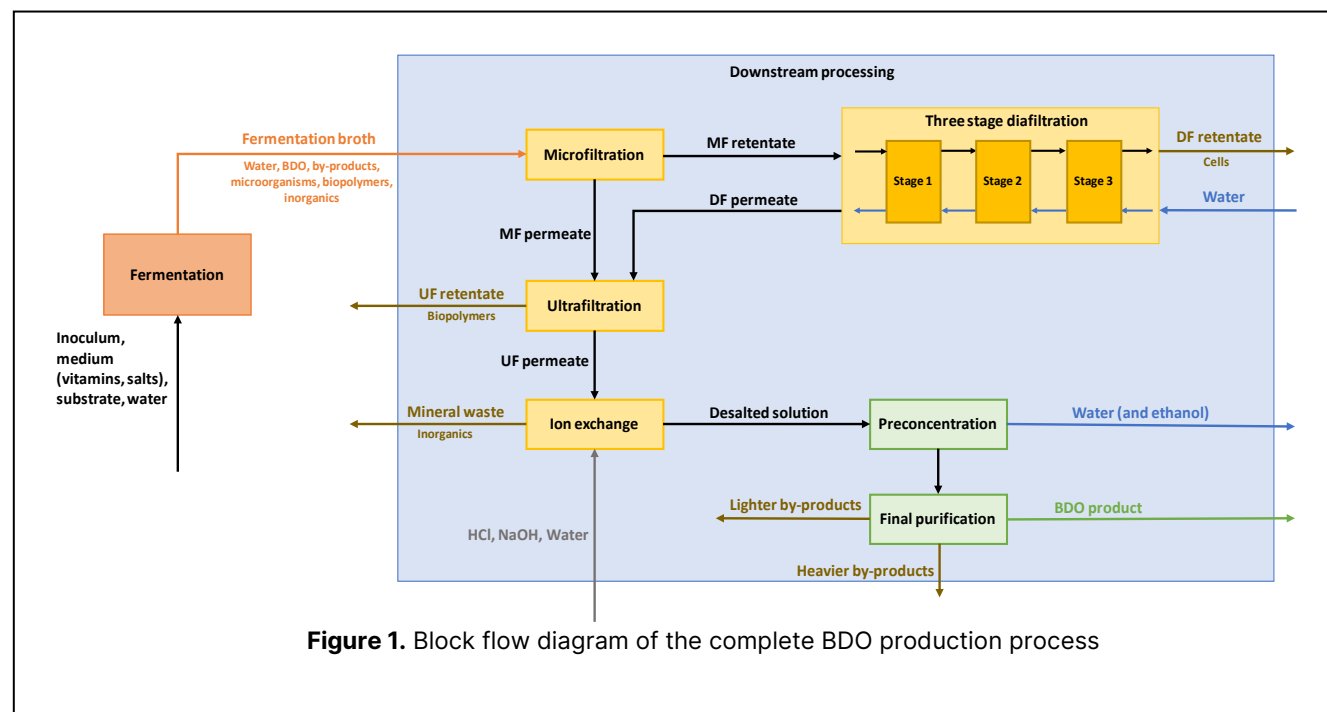 Downstream processing
Three stage diafiltration
Fermentation broth
Water, BDO, by-products,
microorganisms, biopolymers,
inorganics
Microfiltration
MF retentate
Stage 1
Stage 2
Stage 3
DF retentate
Cells
DF permeate
Water
MF permeate
Fermentation
Inoculum,
medium
(vitamins, salts),
substrate, water
UF retentate
Biopolymers
Ultrafiltration
UF permeate
Mineral waste
Inorganics
Ion exchange
Desalted solution
Preconcentration
Water (and ethanol)
HCl, NaOH, Water
Lighter by-products
Final purification
BDO product
Heavier by-products
Figure 1. Block flow diagram of the complete BDO production process